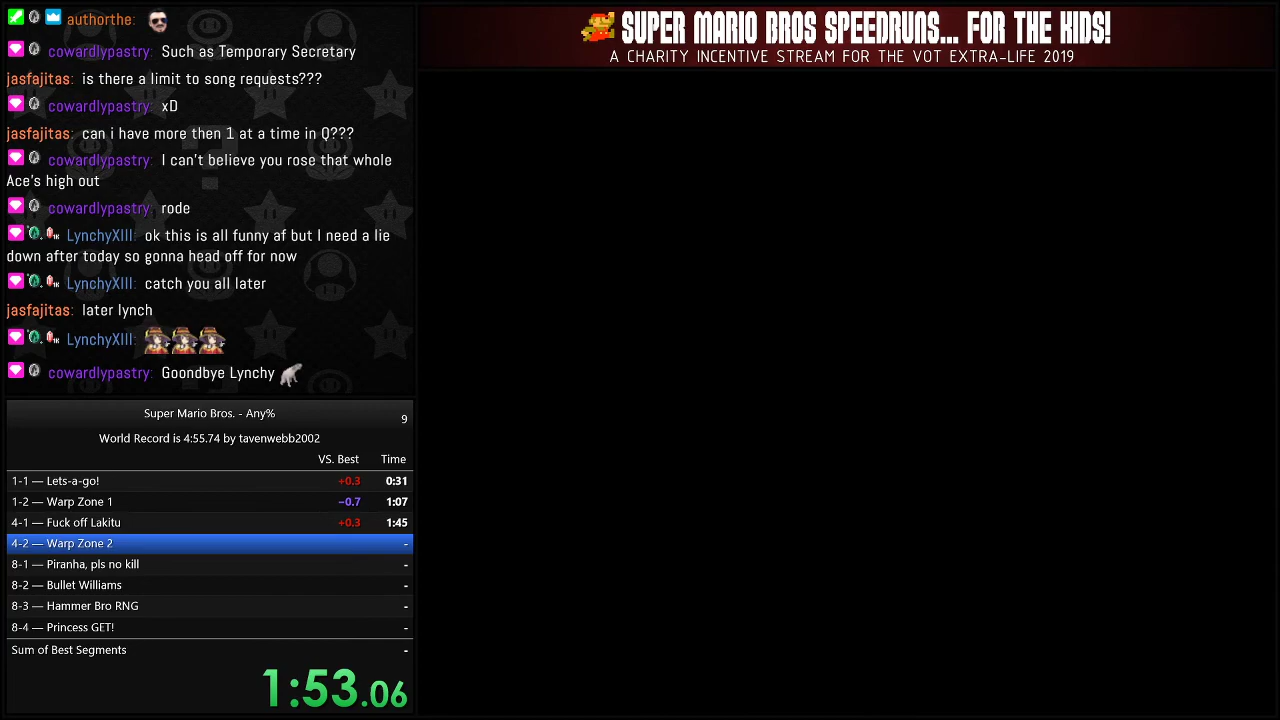 authorthe:
cowardlypastry: Such as Temporary Secretary
jasfajitas: is there a limit to song requests???
cowardlypastry: xD
jasfajitas: can i have more then 1 at a time in Q???
cowardlypastry: I can't believe you rose that whole
Ace's high out
cowardlypastry: rode
LynchyXIII: ok this is all funny af but I need a lie
down after today so gonna head off for now
LynchyXIII: catch you all later
jasfajitas: later lynch
LynchyXIII:
cowardlypastry: Goondbye Lynchy
Super Mario Bros. - Any%
9
World Record is 4:55.74 by tavenwebb2002
VS. Best Time
1-1 — Lets-a-go! +0.3 0:31
1-2 — Warp Zone 1 −0.7 1:07
4-1 — Fuck off Lakitu +0.3 1:45
4-2 — Warp Zone 2 -
8-1 — Piranha, pls no kill -
8-2 — Bullet Williams -
8-3 — Hammer Bro RNG -
8-4 — Princess GET! -
Sum of Best Segments -
1:53.06
SUPER MARIO BROS SPEEDRUNS... FOR THE KIDS!
A CHARITY INCENTIVE STREAM FOR THE VOT EXTRA-LIFE 2019